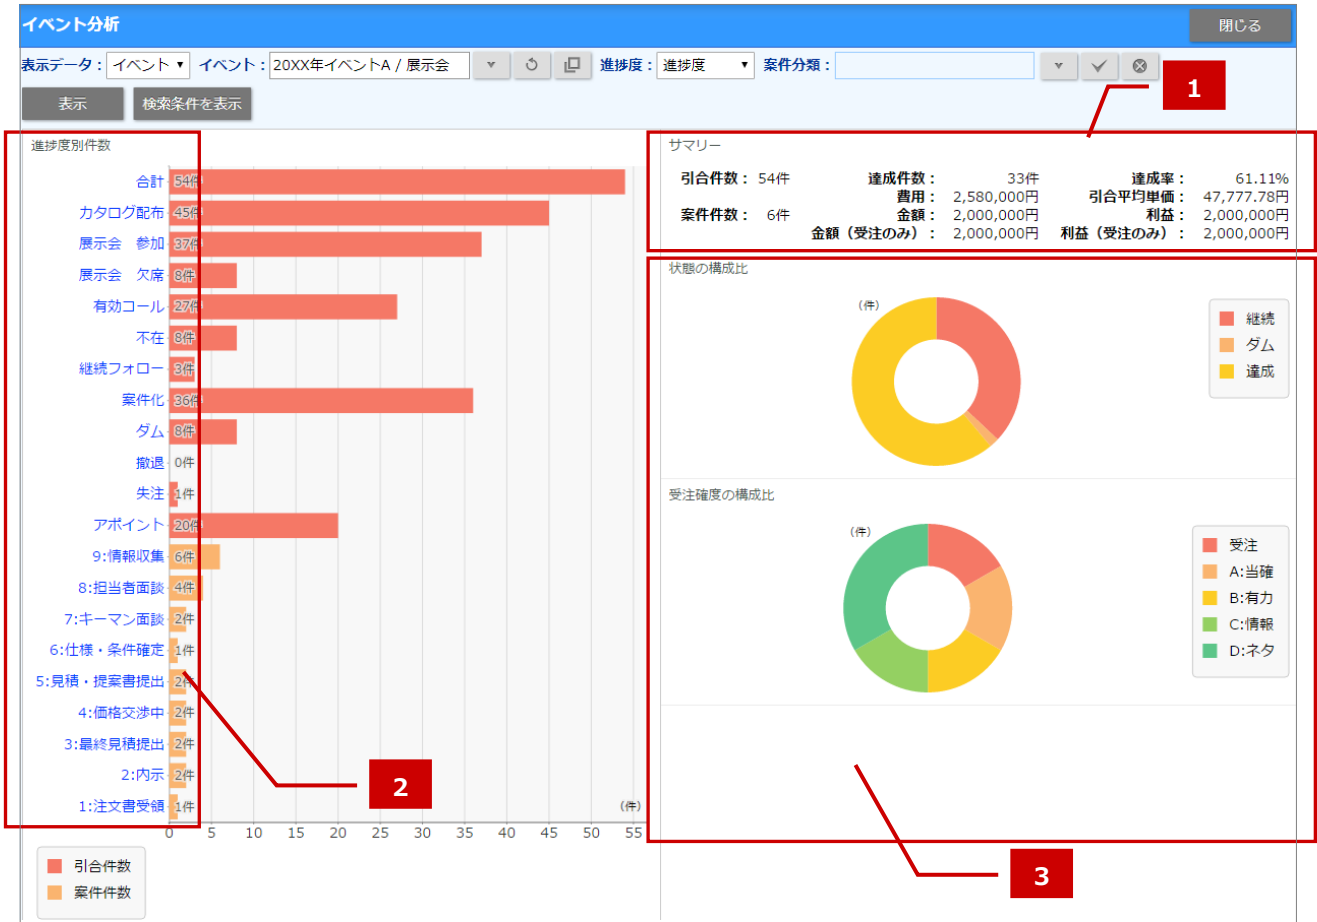 イベント分析
閉じる
表示データ： イベント イベント： 20XX年イベントA / 展示会 進捗度： 進捗度 案件分類：
表示 検索条件を表示
1
進捗度別件数
合計 54件
カタログ配布 45件
展示会　参加 37件
展示会　欠席 8件
有効コール 27件
不在 8件
継続フォロー 3件
案件化 36件
ダム 8件
撤退 0件
失注 1件
アポイント 20件
9:情報収集 6件
8:担当者面談 4件
7:キーマン面談 2件
6:仕様・条件確定 1件
5:見積・提案書提出 2件
4:価格交渉中 2件
3:最終見積提出 2件
2:内示 2件
1:注文書受領 1件
(件)
0 5 10 15 20 25 30 35 40 45 50 55
引合件数
案件件数
2
サマリー
引合件数： 54件 達成件数： 33件 達成率： 61.11%
費用： 2,580,000円 引合平均単価： 47,777.78円
案件件数： 6件 金額： 2,000,000円 利益： 2,000,000円
金額（受注のみ）： 2,000,000円 利益（受注のみ）： 2,000,000円
状態の構成比
(件)
継続
ダム
達成
受注確度の構成比
(件)
受注
A:当確
B:有力
C:情報
D:ネタ
3